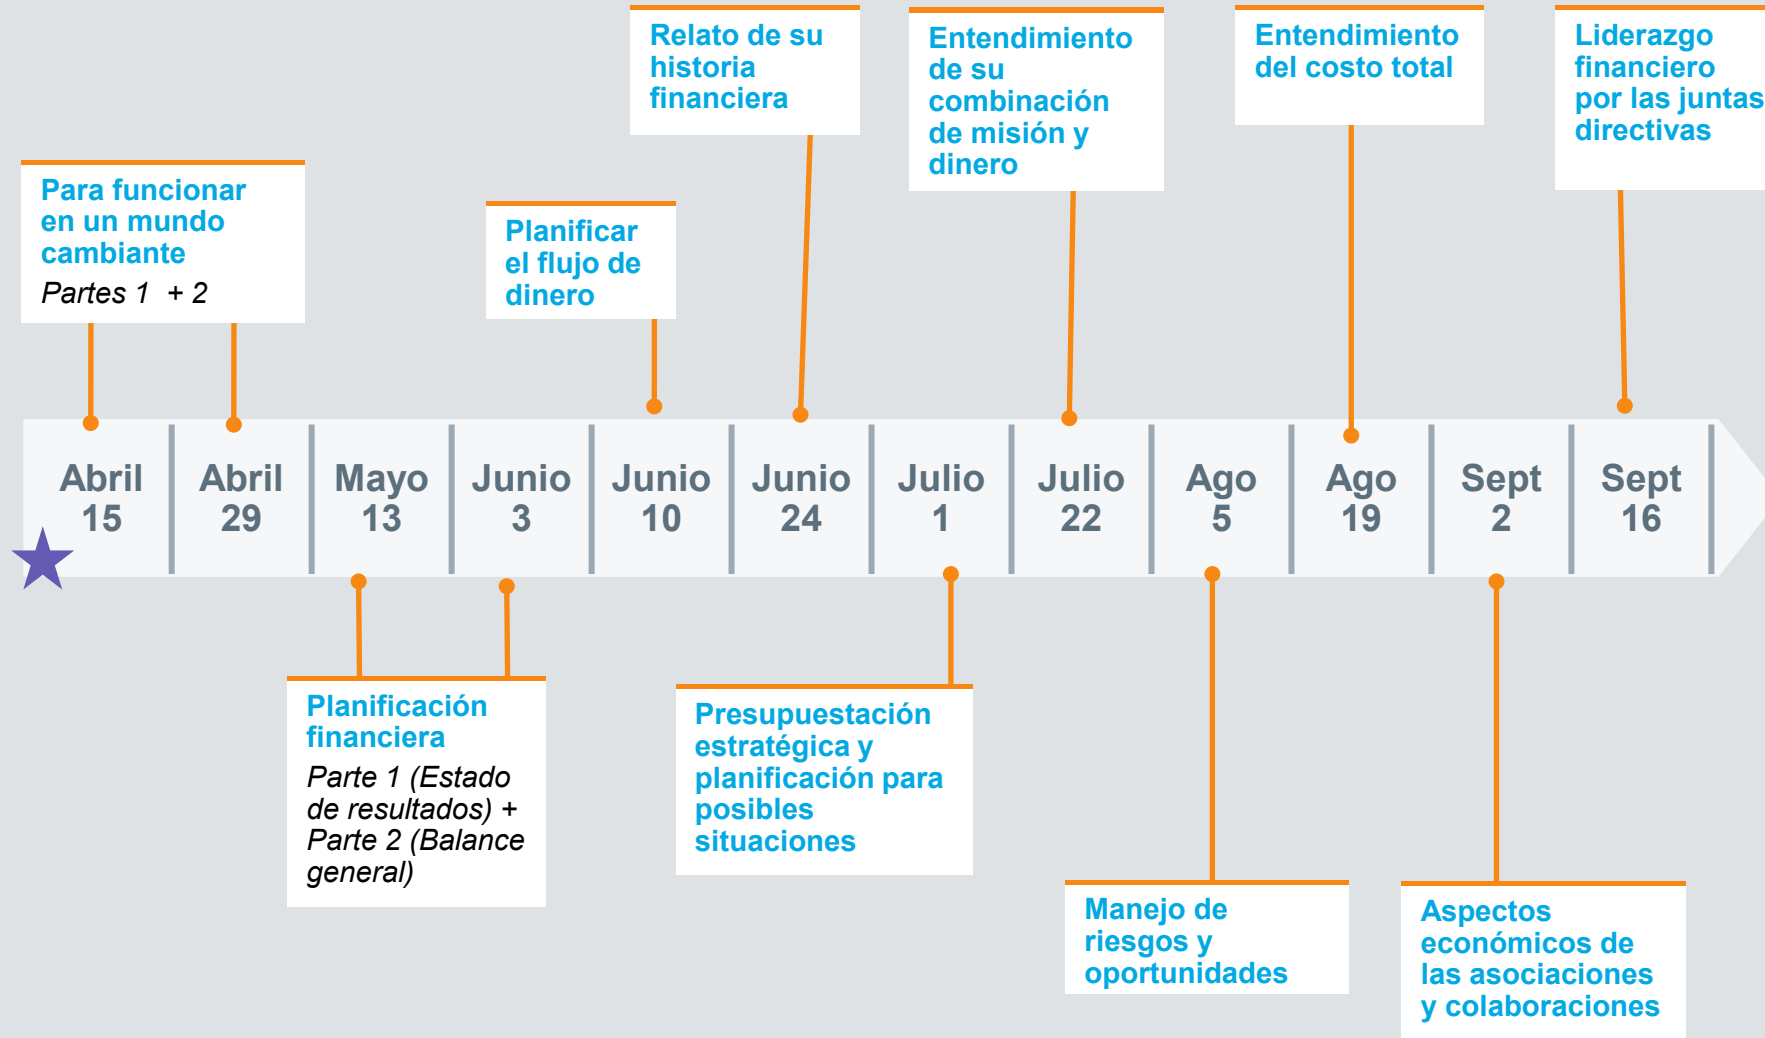 Relato de su
historia
financiera
Entendimiento
de su
combinación
de misión y
dinero
Entendimiento
del costo total
Liderazgo
financiero
por las juntas
directivas
Para funcionar
en un mundo
cambiante
Partes 1 + 2
Planificar
el flujo de
dinero
Abril
15
Abril
29
Mayo
13
Junio
3
Junio
10
Junio
24
Julio
1
Julio
22
Ago
5
Ago
19
Sept
2
Sept
16
Planificación
financiera
Parte 1 (Estado
de resultados) +
Parte 2 (Balance
general)
Presupuestación
estratégica y
planificación para
posibles
situaciones
Manejo de
riesgos y
oportunidades
Aspectos
económicos de
las asociaciones
y colaboraciones